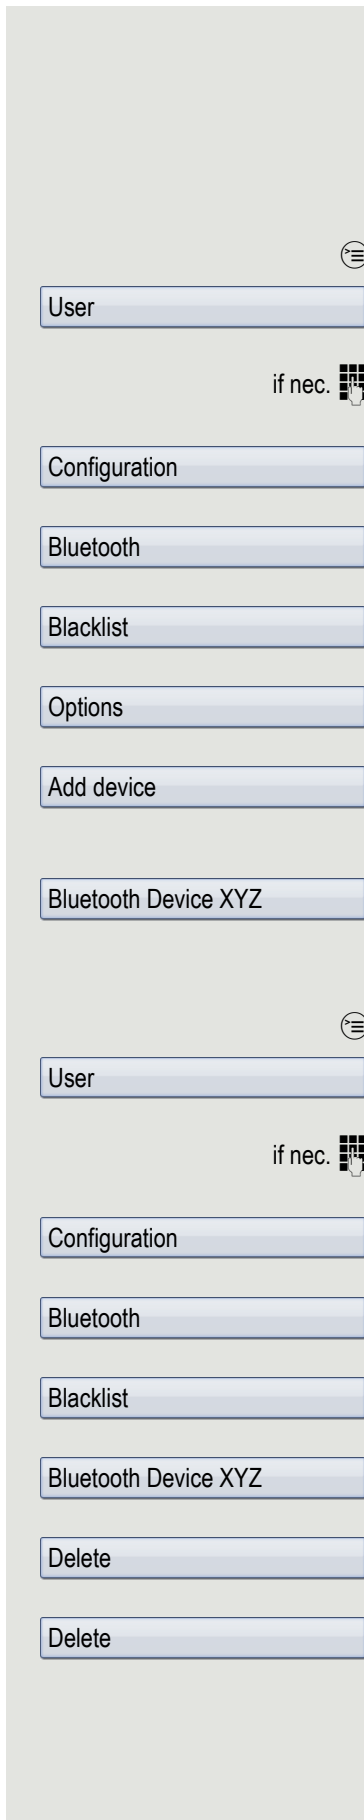 User
if nec.
Configuration
Bluetooth
Blacklist
Options
Add device
Bluetooth Device XYZ
User
if nec.
Configuration
Bluetooth
Blacklist
Bluetooth Device XYZ
Delete
Delete